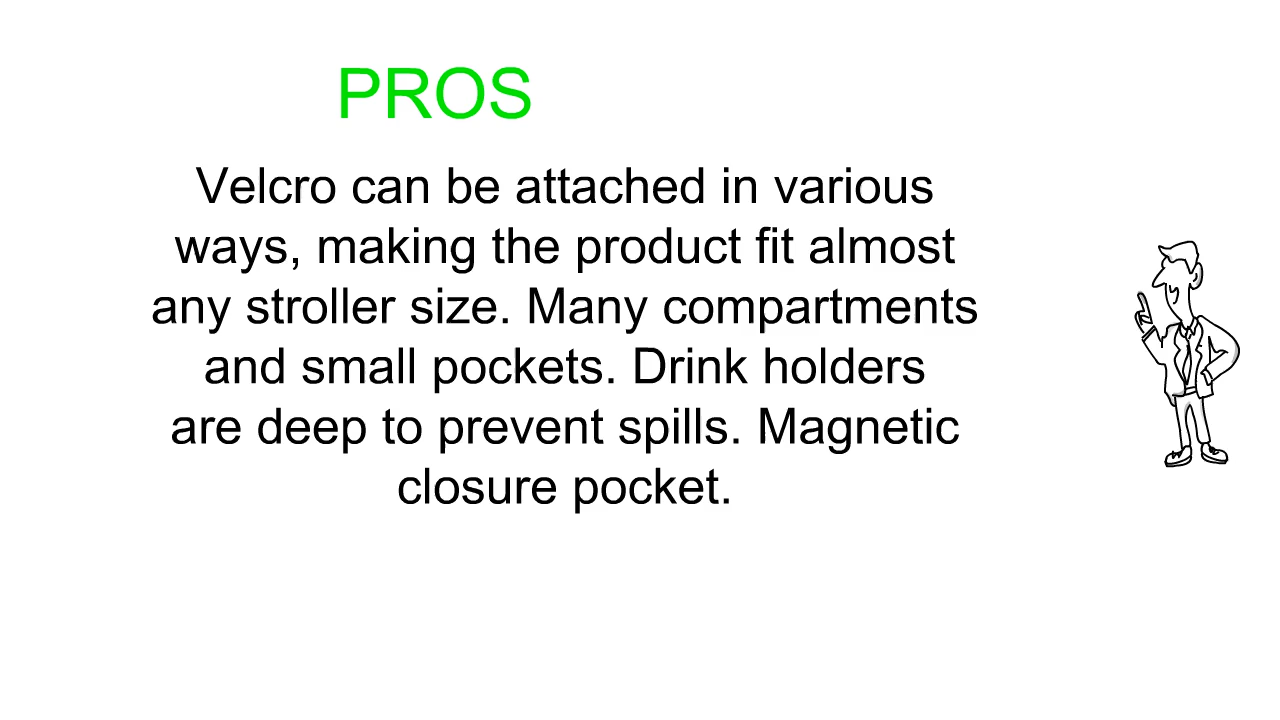 PROS
Velcro can be attached in various
ways, making the product fit almost
any stroller size. Many compartments
and small pockets. Drink holders
are deep to prevent spills. Magnetic
closure pocket.